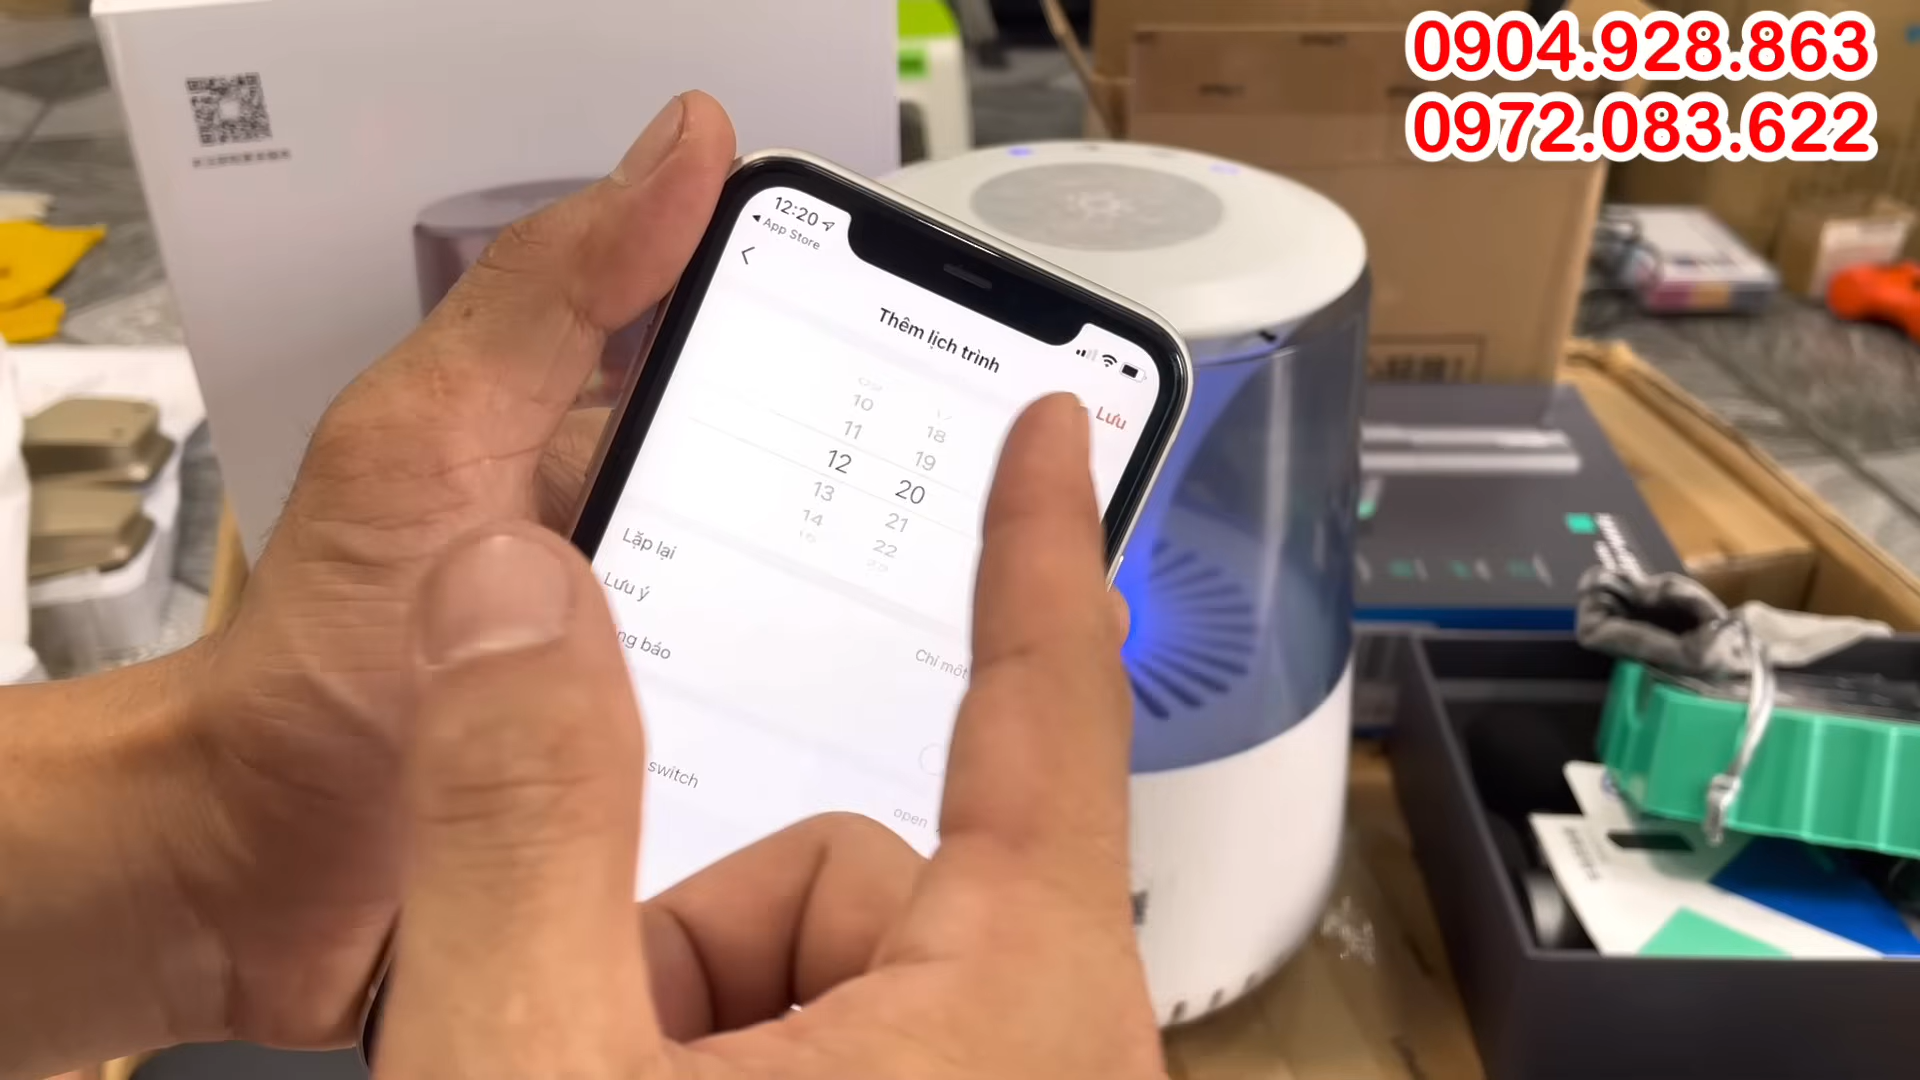 0904.928.863
0972.083.622
12:20
App Store
Thêm lịch trình
Lưu
10
11 18
12 19
13 20
14 21
22
Lặp lại
Lưu ý
Chỉ một
ng báo
switch
open